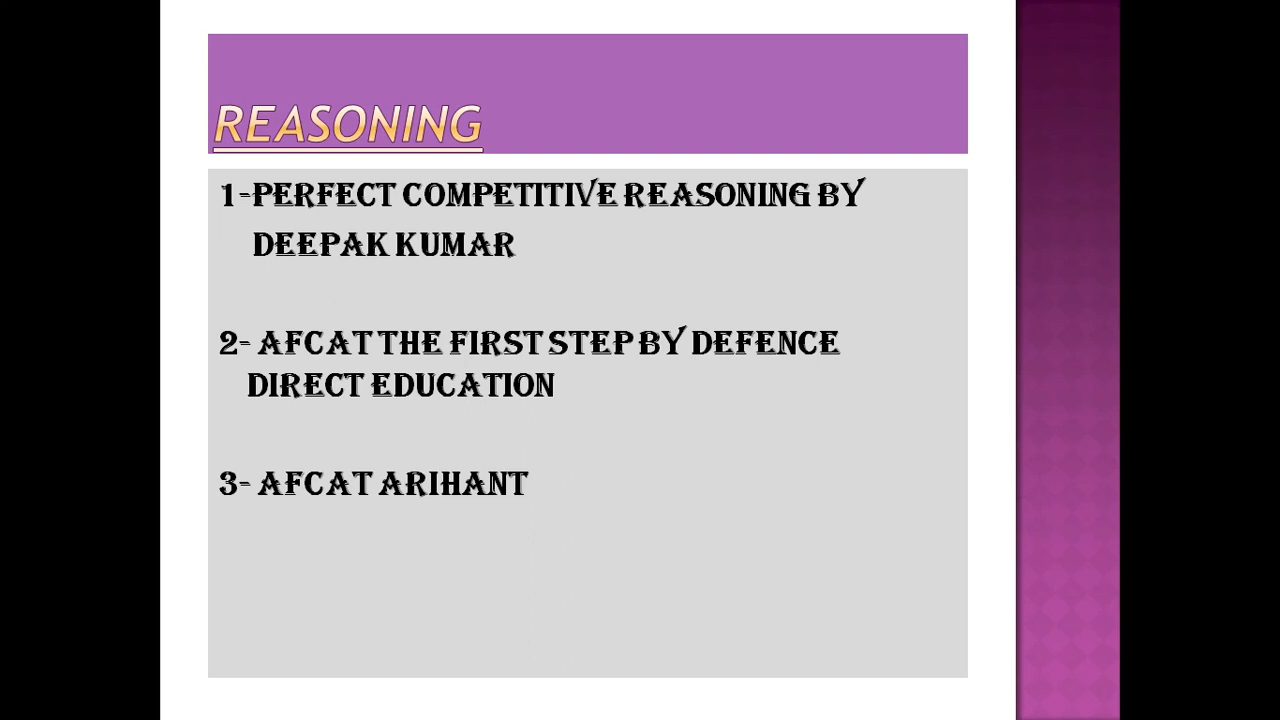 REASONING
1-PERFECT COMPETITIVE REASONING BY
DEEPAK KUMAR
2- AFCAT THE FIRST STEP BY DEFENCE
DIRECT EDUCATION
3- AFCAT ARIHANT